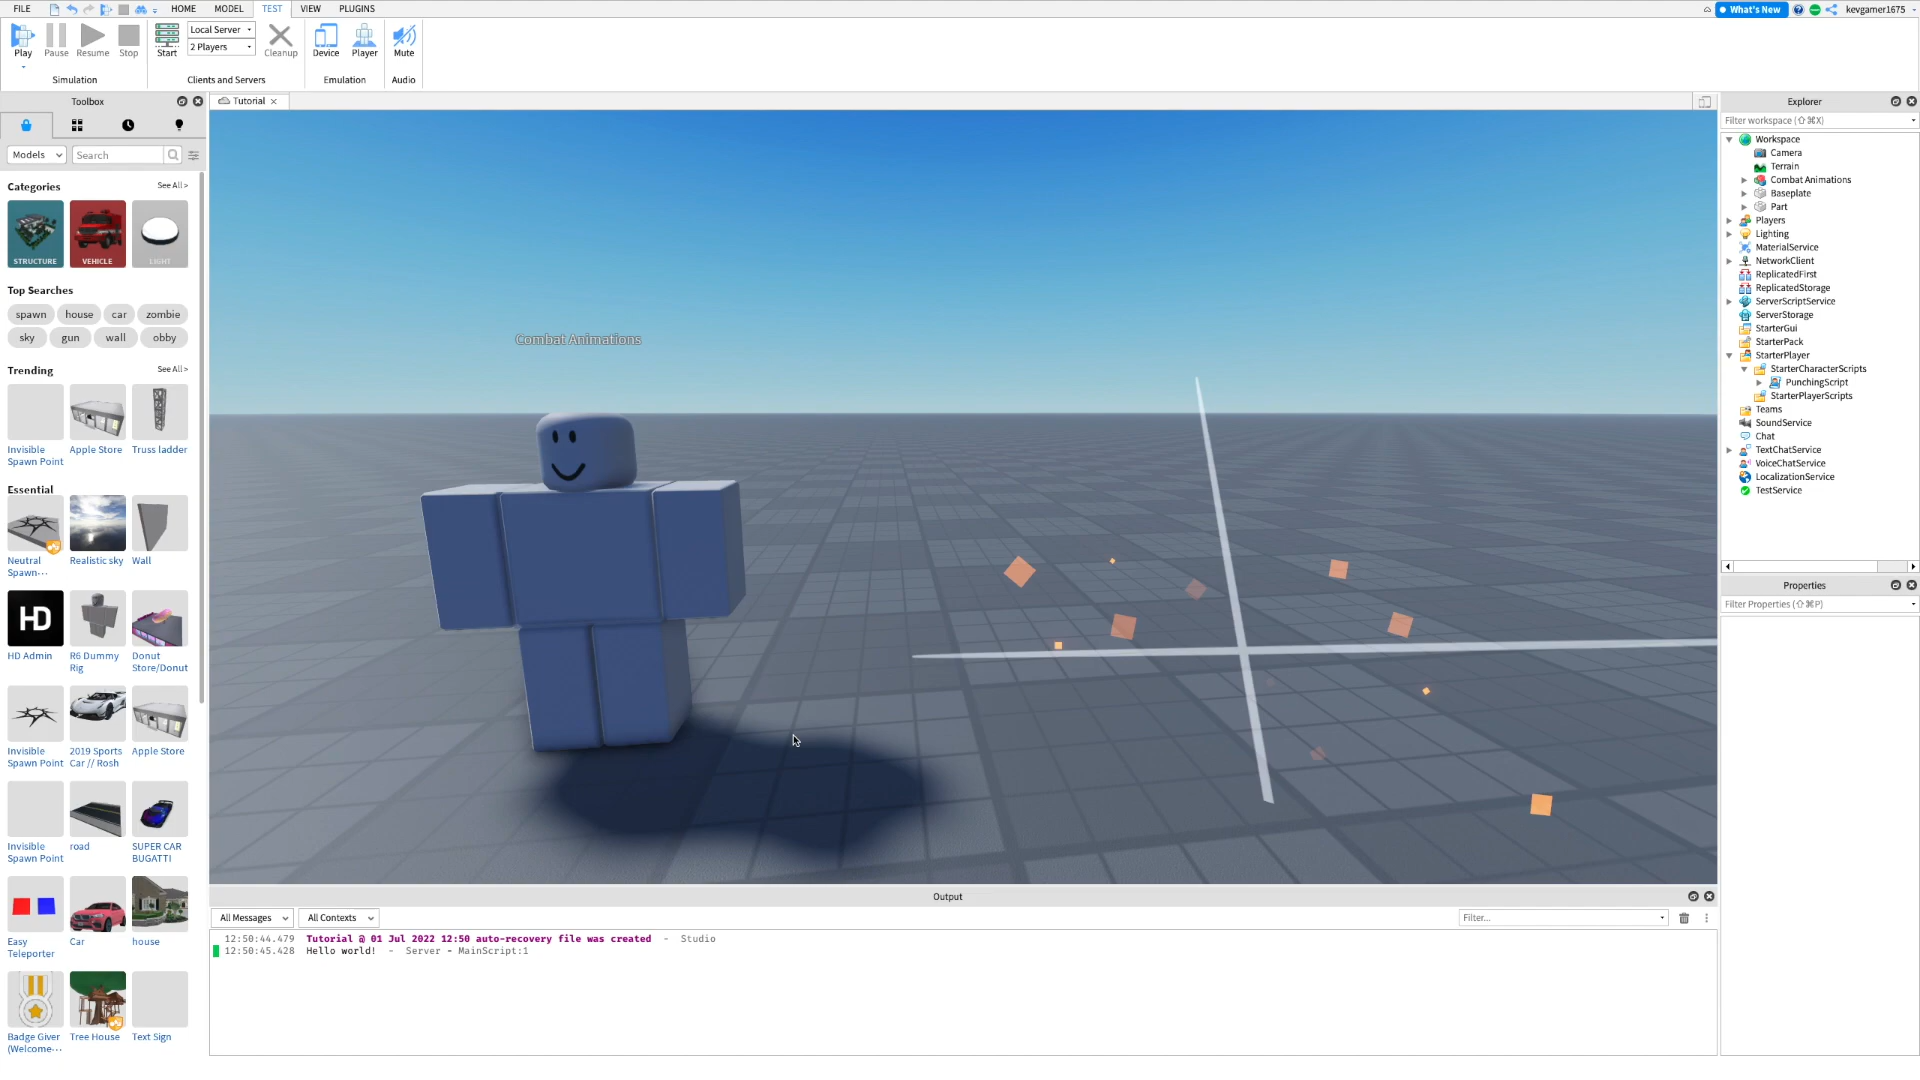 FILE HOME MODEL TEST VIEW PLUGINS What's New kevgamer1675
Play Pause Resume Stop Start Local Server 2 Players Cleanup Device Player Mute
Simulation Clients and Servers Emulation Audio
Toolbox
Models Search
Categories See All >
STRUCTURE VEHICLE LIGHT
Top Searches
spawn house car zombie
sky gun wall obby
Trending See All >
Invisible Spawn Point Apple Store Truss ladder
Essential
Neutral Spawn··· Realistic sky Wall
HD
HD Admin R6 Dummy Rig Donut Store/Donut
Invisible Spawn Point 2019 Sports Car // Rosh Apple Store
Invisible Spawn Point road SUPER CAR BUGATTI
Easy Teleporter Car house
Badge Giver (Welcome··· Tree House Text Sign
Tutorial
Combat Animations
Output
All Messages All Contexts Filter...
12:50:44.479 Tutorial @ 01 Jul 2022 12:50 auto-recovery file was created - Studio
12:50:45.428 Hello world! - Server - MainScript:1
Explorer
Filter workspace (⇧⌘X)
Workspace
Camera
Terrain
Combat Animations
Baseplate
Part
Players
Lighting
MaterialService
NetworkClient
ReplicatedFirst
ReplicatedStorage
ServerScriptService
ServerStorage
StarterGui
StarterPack
StarterPlayer
StarterCharacterScripts
PunchingScript
StarterPlayerScripts
Teams
SoundService
Chat
TextChatService
VoiceChatService
LocalizationService
TestService
Properties
Filter Properties (⇧⌘P)